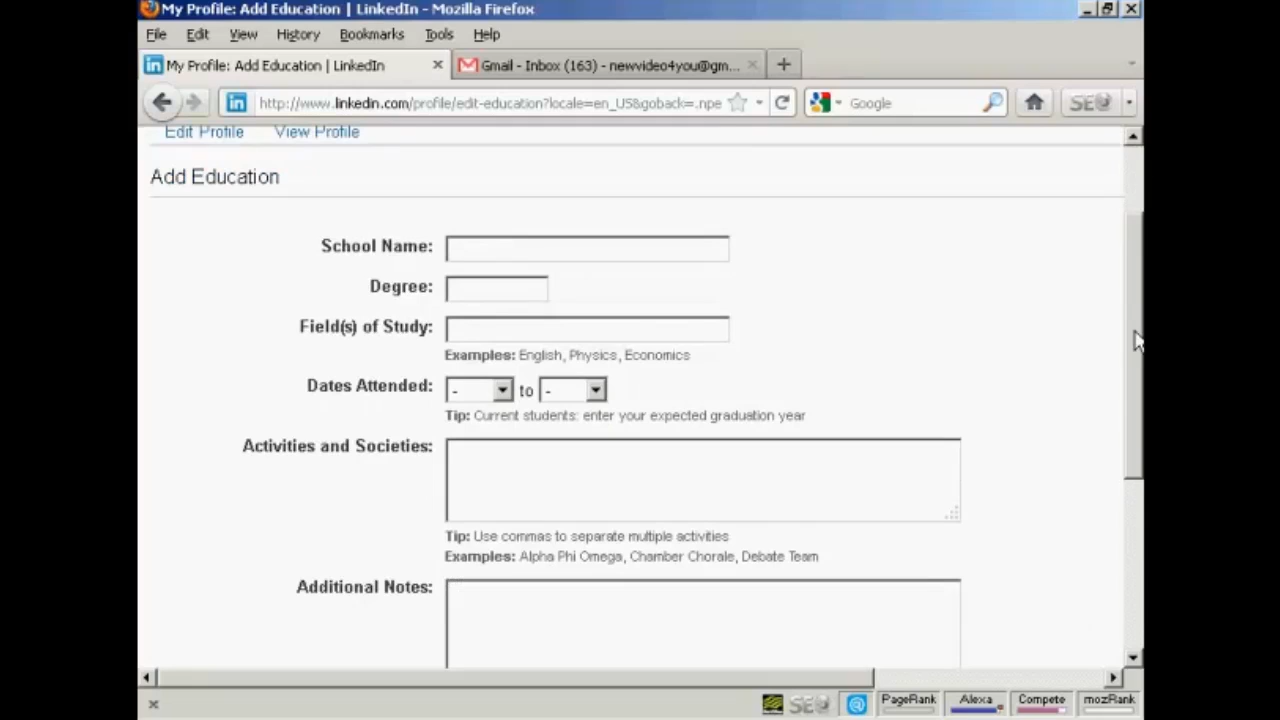 My Profile: Add Education | LinkedIn - Mozilla Firefox
File Edit View History Bookmarks Tools Help
in My Profile: Add Education | LinkedIn × Gmail - Inbox (163) - newvideo4you@gm... × +
in http://www.linkedin.com/profile/edit-education?locale=en_US&goback=.npe Google SEO
Edit Profile View Profile
Add Education
School Name:
Degree:
Field(s) of Study:
Examples: English, Physics, Economics
Dates Attended: - to -
Tip: Current students: enter your expected graduation year
Activities and Societies:
Tip: Use commas to separate multiple activities
Examples: Alpha Phi Omega, Chamber Chorale, Debate Team
Additional Notes:
× SEO @ PageRank Alexa Compete mozRank